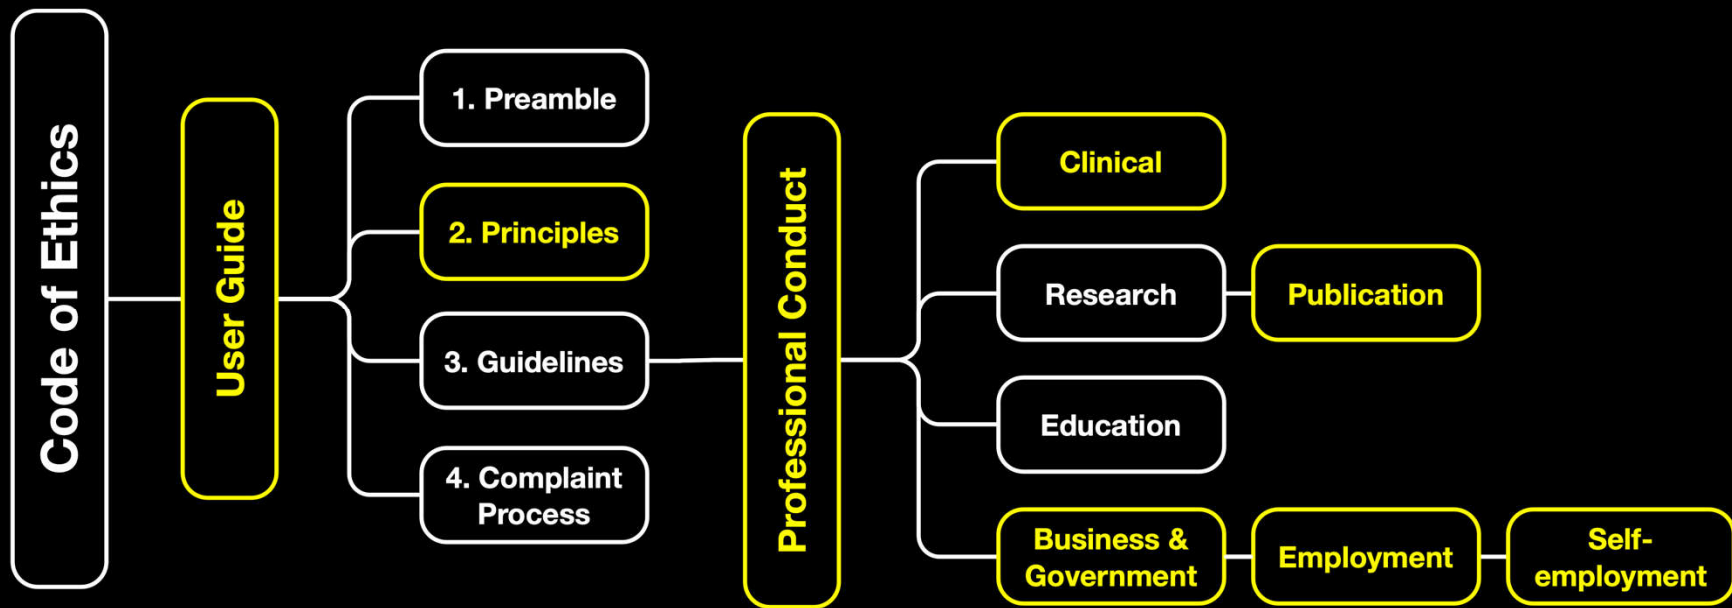 Code of Ethics
User Guide
1. Preamble
2. Principles
3. Guidelines
4. Complaint
Process
Professional Conduct
Clinical
Research
Publication
Education
Business &
Government
Employment
Self-
employment